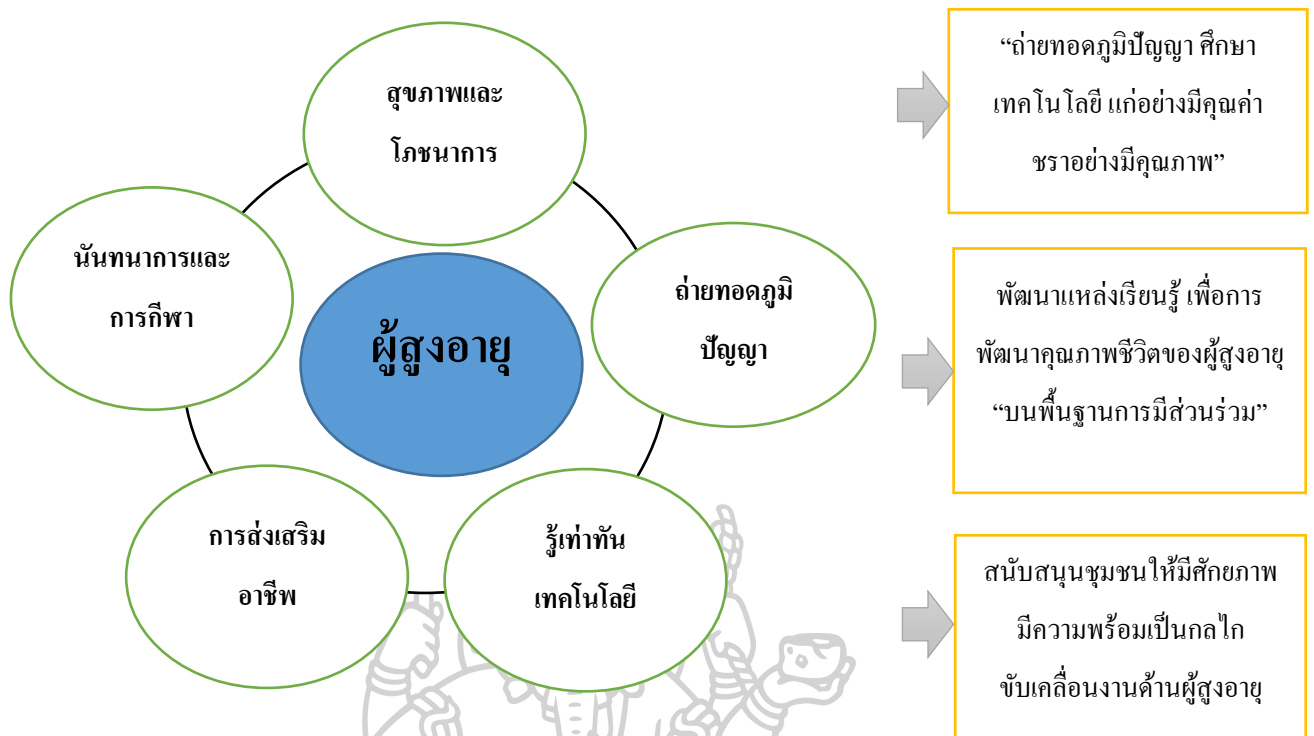 สุขภาพและ
โภชนาการ
นันทนาการและ
การกีฬา
ผู้สูงอายุ
ถ่ายทอดภูมิ
ปัญญา
การส่งเสริม
อาชีพ
รู้เท่าทัน
เทคโนโลยี
“ถ่ายทอดภูมิปัญญา ศึกษา
เทคโนโลยี แก่อย่างมีคุณค่า
ชราอย่างมีคุณภาพ”
พัฒนาแหล่งเรียนรู้ เพื่อการ
พัฒนาคุณภาพชีวิตของผู้สูงอายุ
“บนพื้นฐานการมีส่วนร่วม”
สนับสนุนชุมชนให้มีศักยภาพ
มีความพร้อมเป็นกลไก
ขับเคลื่อนงานด้านผู้สูงอายุ